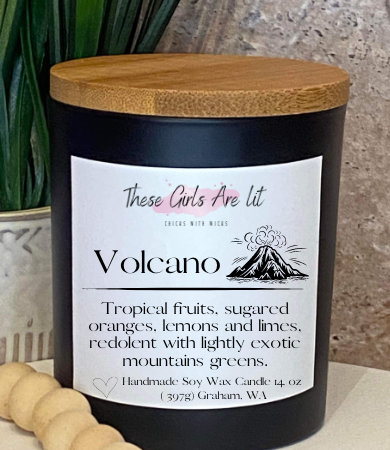 These Girls Are Lit
CHICKS WITH WICKS
Volcano
Tropical fruits, sugared
oranges, lemons and limes,
redolent with lightly exotic
mountains greens.
Handmade Soy Wax Candle 14 oz
( 397g) Graham, WA